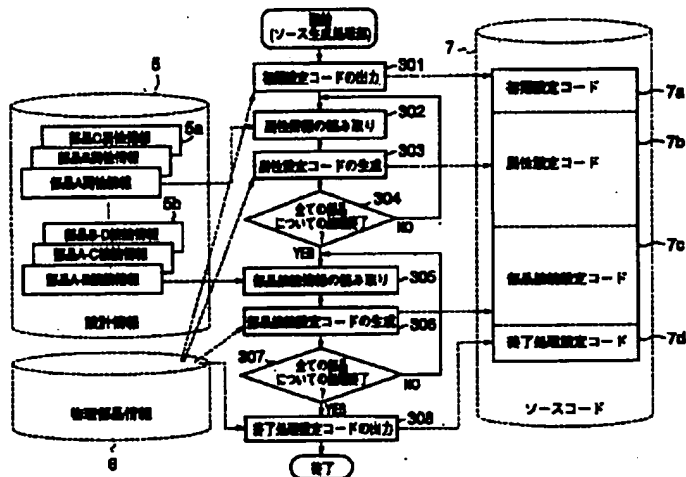 開始
(ソース生成処理部)
301
初期設定コードの出力
302
属性情報の読み取り
303
属性設定コードの生成
304
全ての部品
についての処理終了
?
NO
YES
305
部品接続情報の読み取り
306
部品接続設定コードの生成
307
全ての部品
についての処理終了
?
NO
YES
308
終了処理設定コードの出力
終了
5
5a
部品C属性情報
部品B属性情報
部品A属性情報
5b
部品B-D接続情報
部品A-C接続情報
部品A-B接続情報
設計情報
物理部品情報
6
7
初期設定コード
7a
7b
属性設定コード
7c
部品接続設定コード
7d
終了処理設定コード
ソースコード